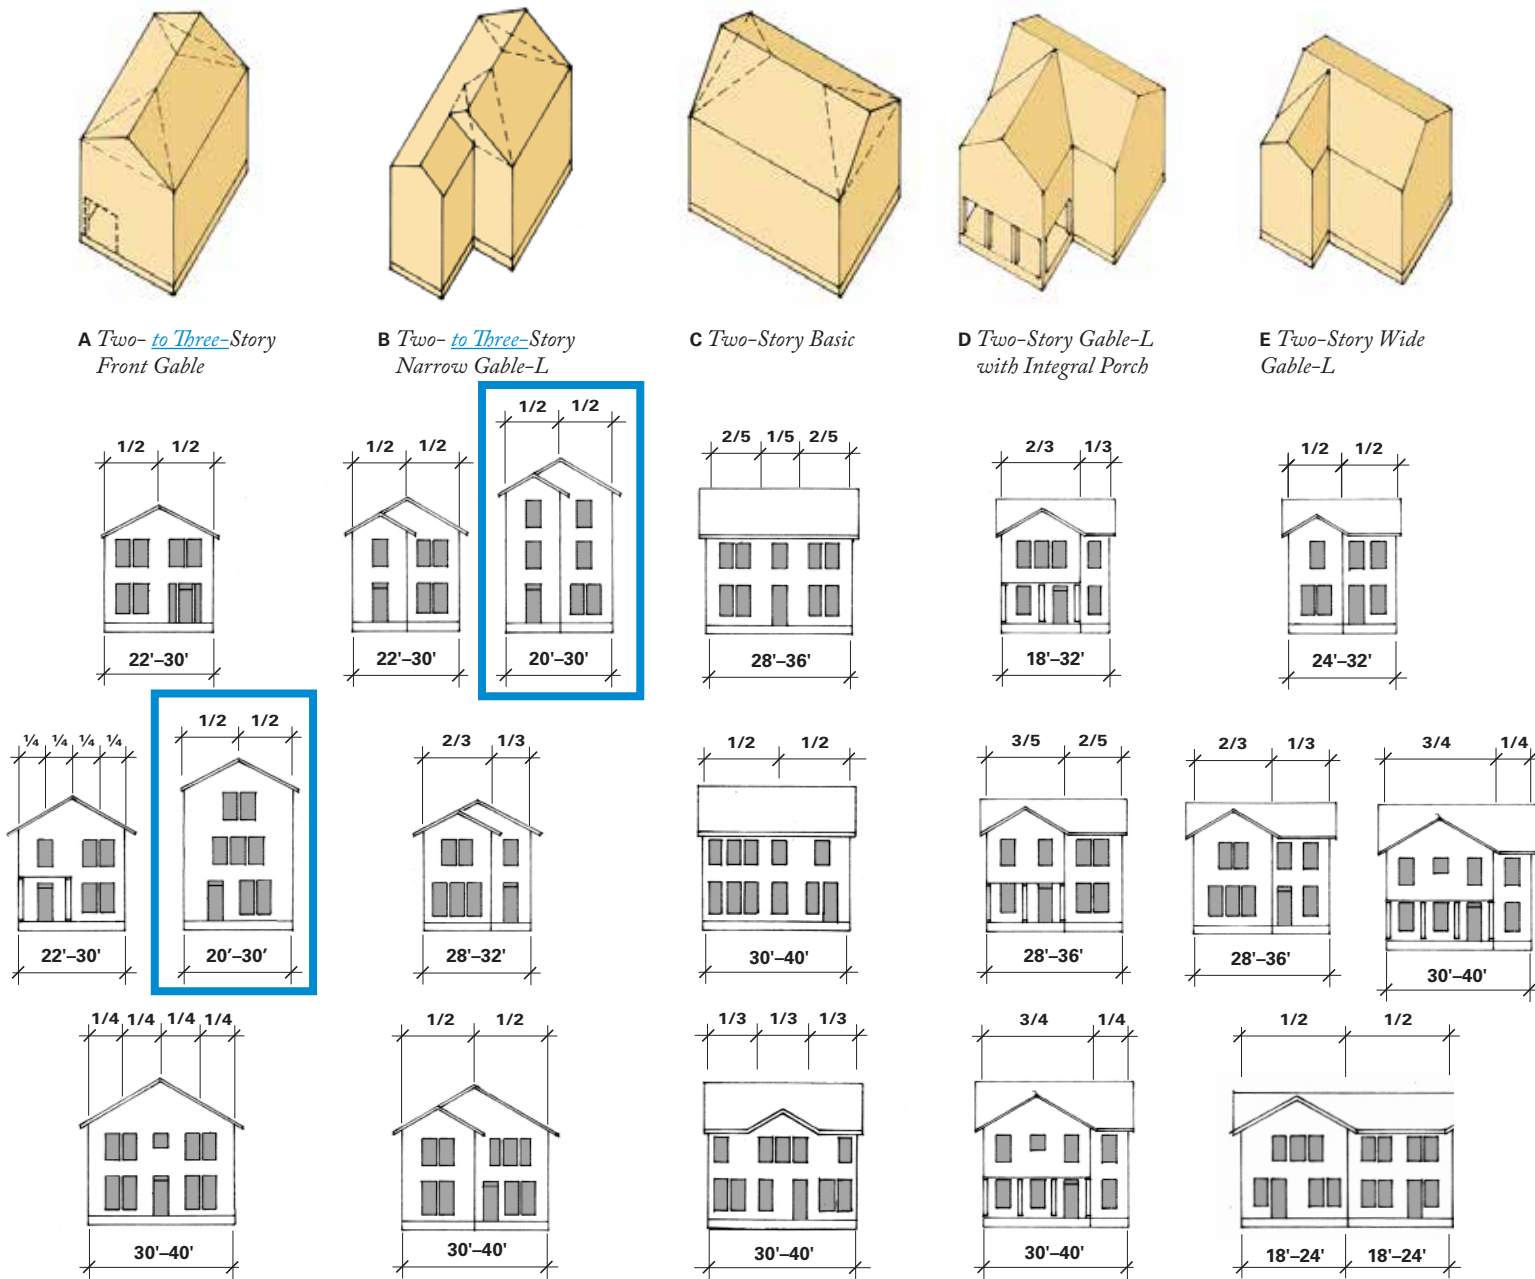 A Two- to Three-Story
Front Gable
B Two- to Three-Story
Narrow Gable-L
C Two-Story Basic
D Two-Story Gable-L
with Integral Porch
E Two-Story Wide
Gable-L
1/2 1/2
1/2 1/2
1/2 1/2
2/5 1/5 2/5
2/3 1/3
1/2 1/2
22'–30'
22'–30'
20'–30'
28'–36'
18'–32'
24'–32'
¼ ¼ ¼ ¼
1/2 1/2
2/3 1/3
1/2 1/2
3/5 2/5
2/3 1/3
3/4 1/4
22'–30'
20′–30′
28'–32'
30'–40'
28'–36'
28'–36'
30'–40'
1/4 1/4 1/4 1/4
1/2 1/2
1/3 1/3 1/3
3/4 1/4
1/2 1/2
30'–40'
30'–40'
30'–40'
30'–40'
18'–24' 18'–24'